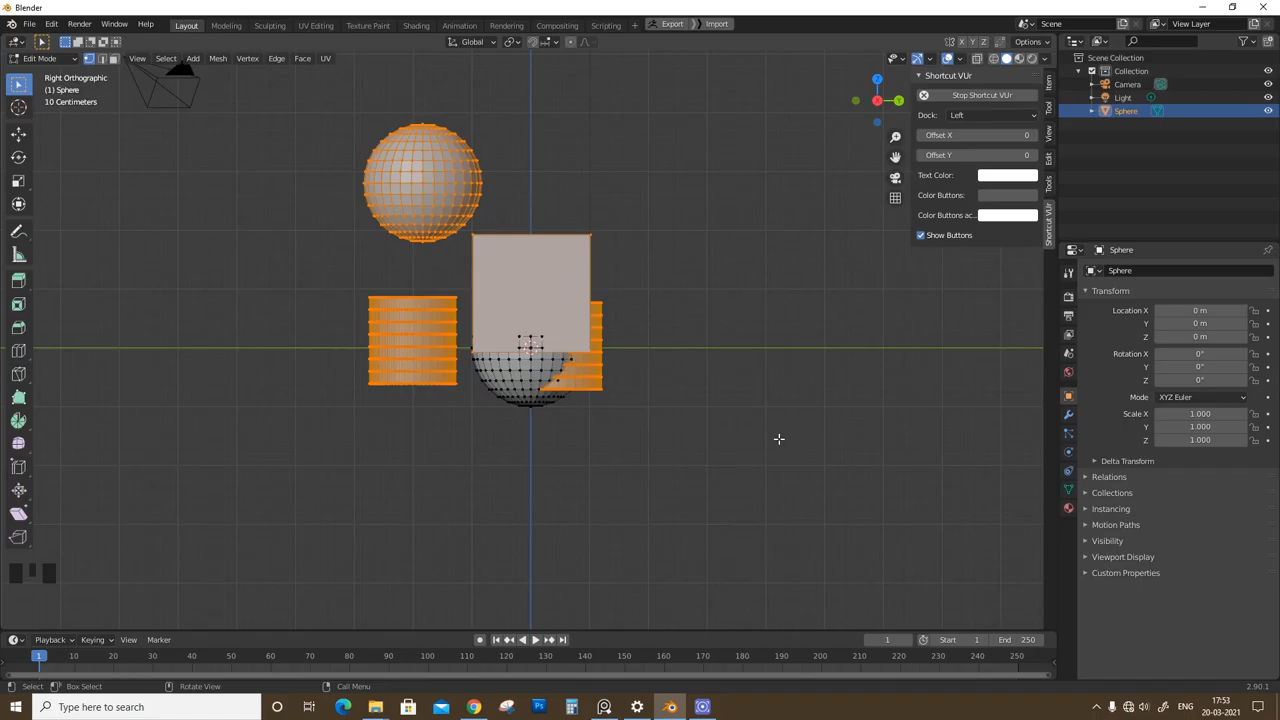 Blender
File Edit Render Window Help Layout Modeling Sculpting UV Editing Texture Paint Shading Animation Rendering Compositing Scripting + Export Import Scene View Layer
Global X Y Z Options
Edit Mode View Select Add Mesh Vertex Edge Face UV
Right Orthographic
(1) Sphere
10 Centimeters
Shortcut VUr
Stop Shortcut VUr
Dock: Left
Offset X 0
Offset Y 0
Text Color:
Color Buttons:
Color Buttons ac..
Show Buttons
Item
Tool
View
Edit
Tools
Shortcut VUr
Z
Y
X
Scene Collection
Collection
Camera
Light
Sphere
Sphere
Sphere
Transform
Location X 0 m
Y 0 m
Z 0 m
Rotation X 0°
Y 0°
Z 0°
Mode XYZ Euler
Scale X 1.000
Y 1.000
Z 1.000
Delta Transform
Relations
Collections
Instancing
Motion Paths
Visibility
Viewport Display
Custom Properties
Playback Keying View Marker 1 Start 1 End 250
1 10 20 30 40 50 60 70 80 90 100 110 120 130 140 150 160 170 180 190 200 210 220 230 240 250
Select Box Select Rotate View Call Menu 2.90.1
Type here to search
17:53
20-03-2021